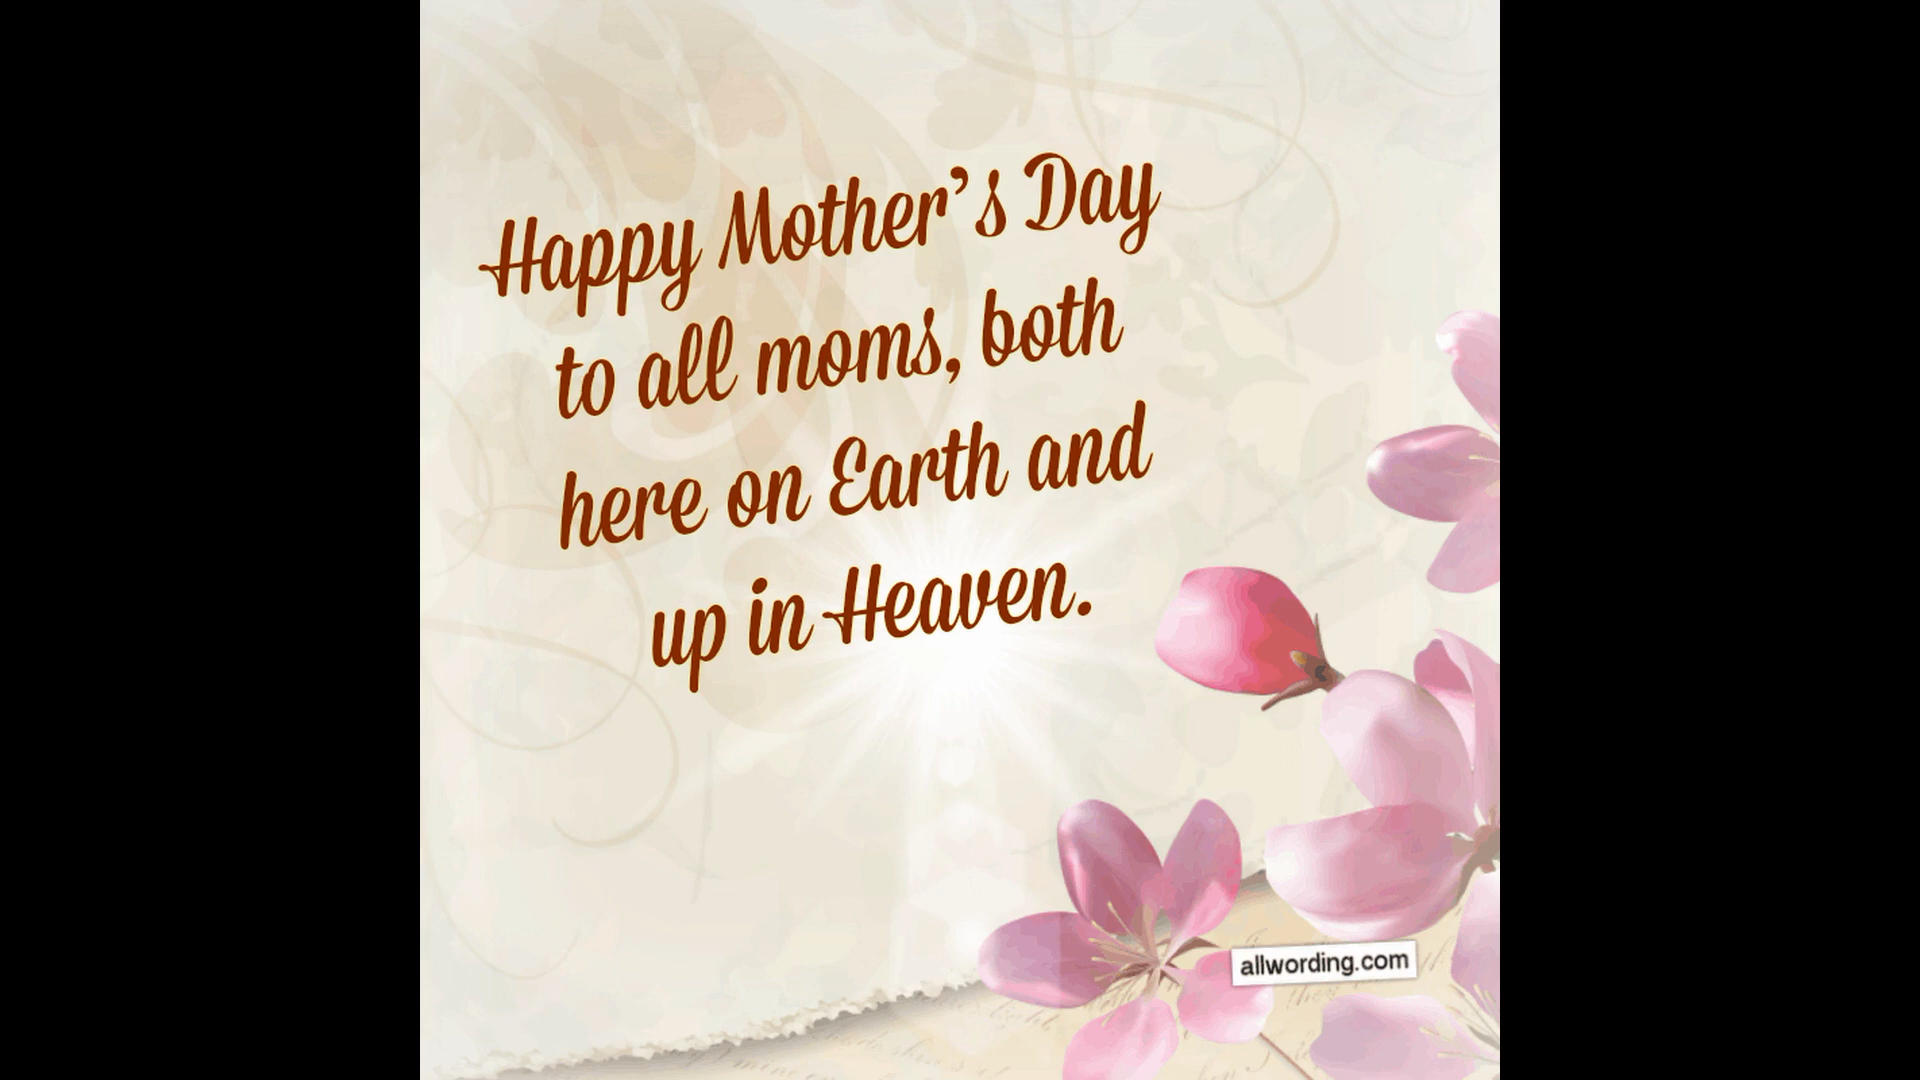 Happy Mother's Day
to all moms, both
here on Earth and
up in Heaven.
allwording.com